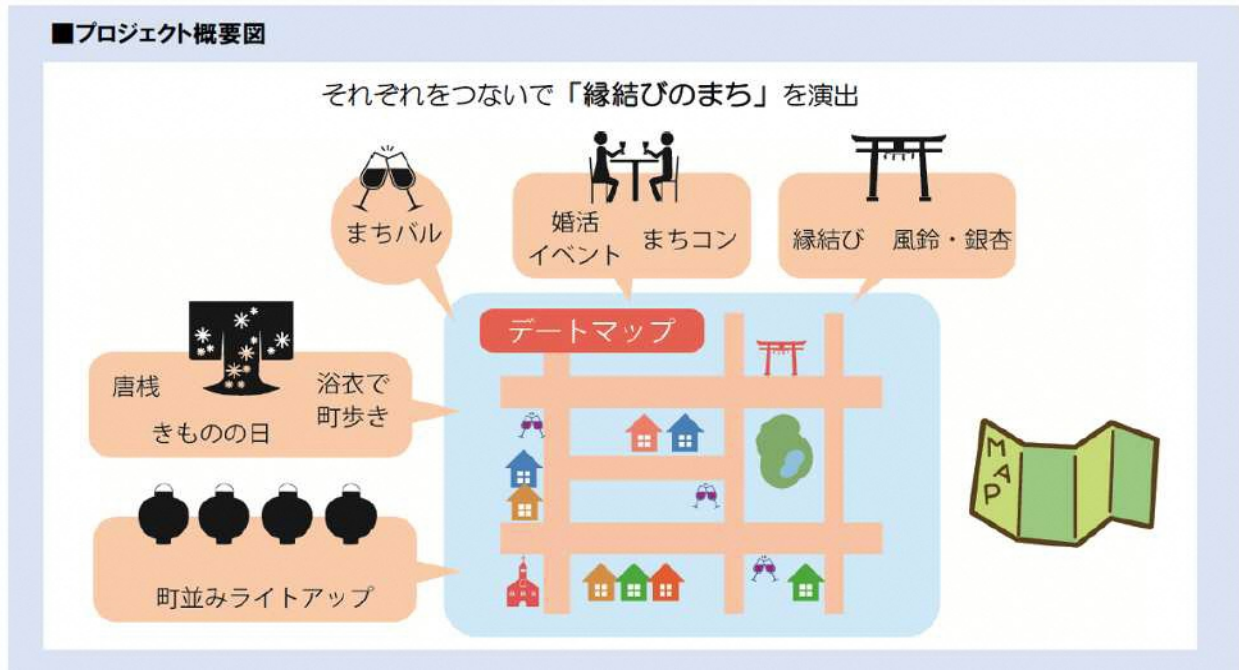 ■プロジェクト概要図
それぞれをつないで「縁結びのまち」を演出
まちバル
婚活
イベント
まちコン
縁結び 風鈴・銀杏
デートマップ
唐桟
浴衣で
町歩き
きものの日
町並みライトアップ
MAP